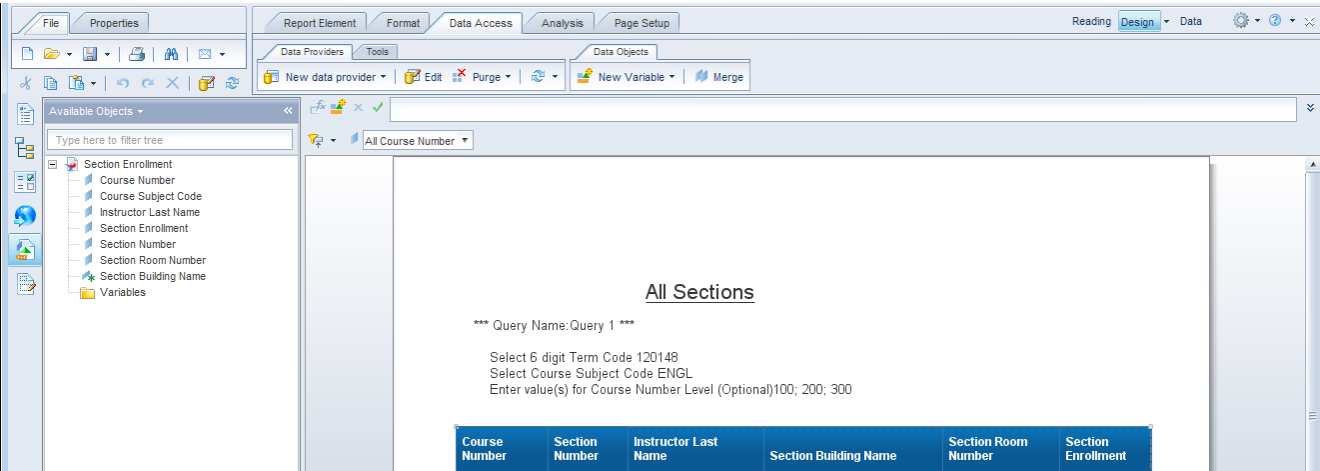 File Properties
Report Element Format Data Access Analysis Page Setup
Reading Design Data
Data Providers Tools
Data Objects
New data provider Edit Purge
New Variable Merge
Available Objects
Type here to filter tree
All Course Number
Section Enrollment
Course Number
Course Subject Code
Instructor Last Name
Section Enrollment
Section Number
Section Room Number
Section Building Name
Variables
All Sections
*** Query Name:Query 1 ***
Select 6 digit Term Code 120148
Select Course Subject Code ENGL
Enter value(s) for Course Number Level (Optional)100; 200; 300
Course Number
Section Number
Instructor Last Name
Section Building Name
Section Room Number
Section Enrollment